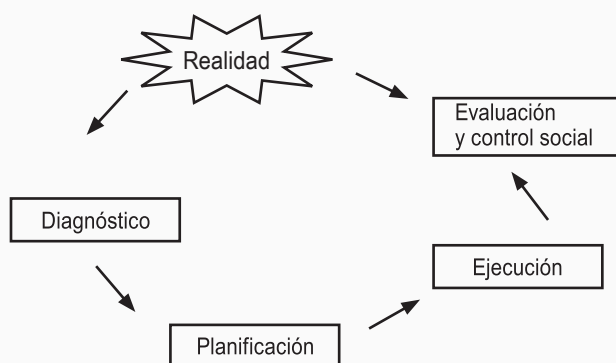 Realidad
Evaluación
y control social
Diagnóstico
Ejecución
Planificación